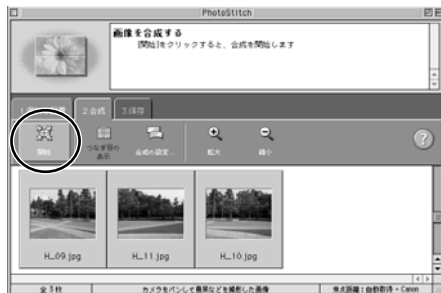 PhotoStitch
画像を合成する
[開始]をクリックすると、合成を開始します
2.合成
3.保存
開始
つなぎ目の
表示
合成の設定...
拡大
縮小
?
H_09.jpg
H_11.jpg
H_10.jpg
全 3 枚
カメラをパンして風景などを撮影した画像
焦点距離：自動取得 - Canon